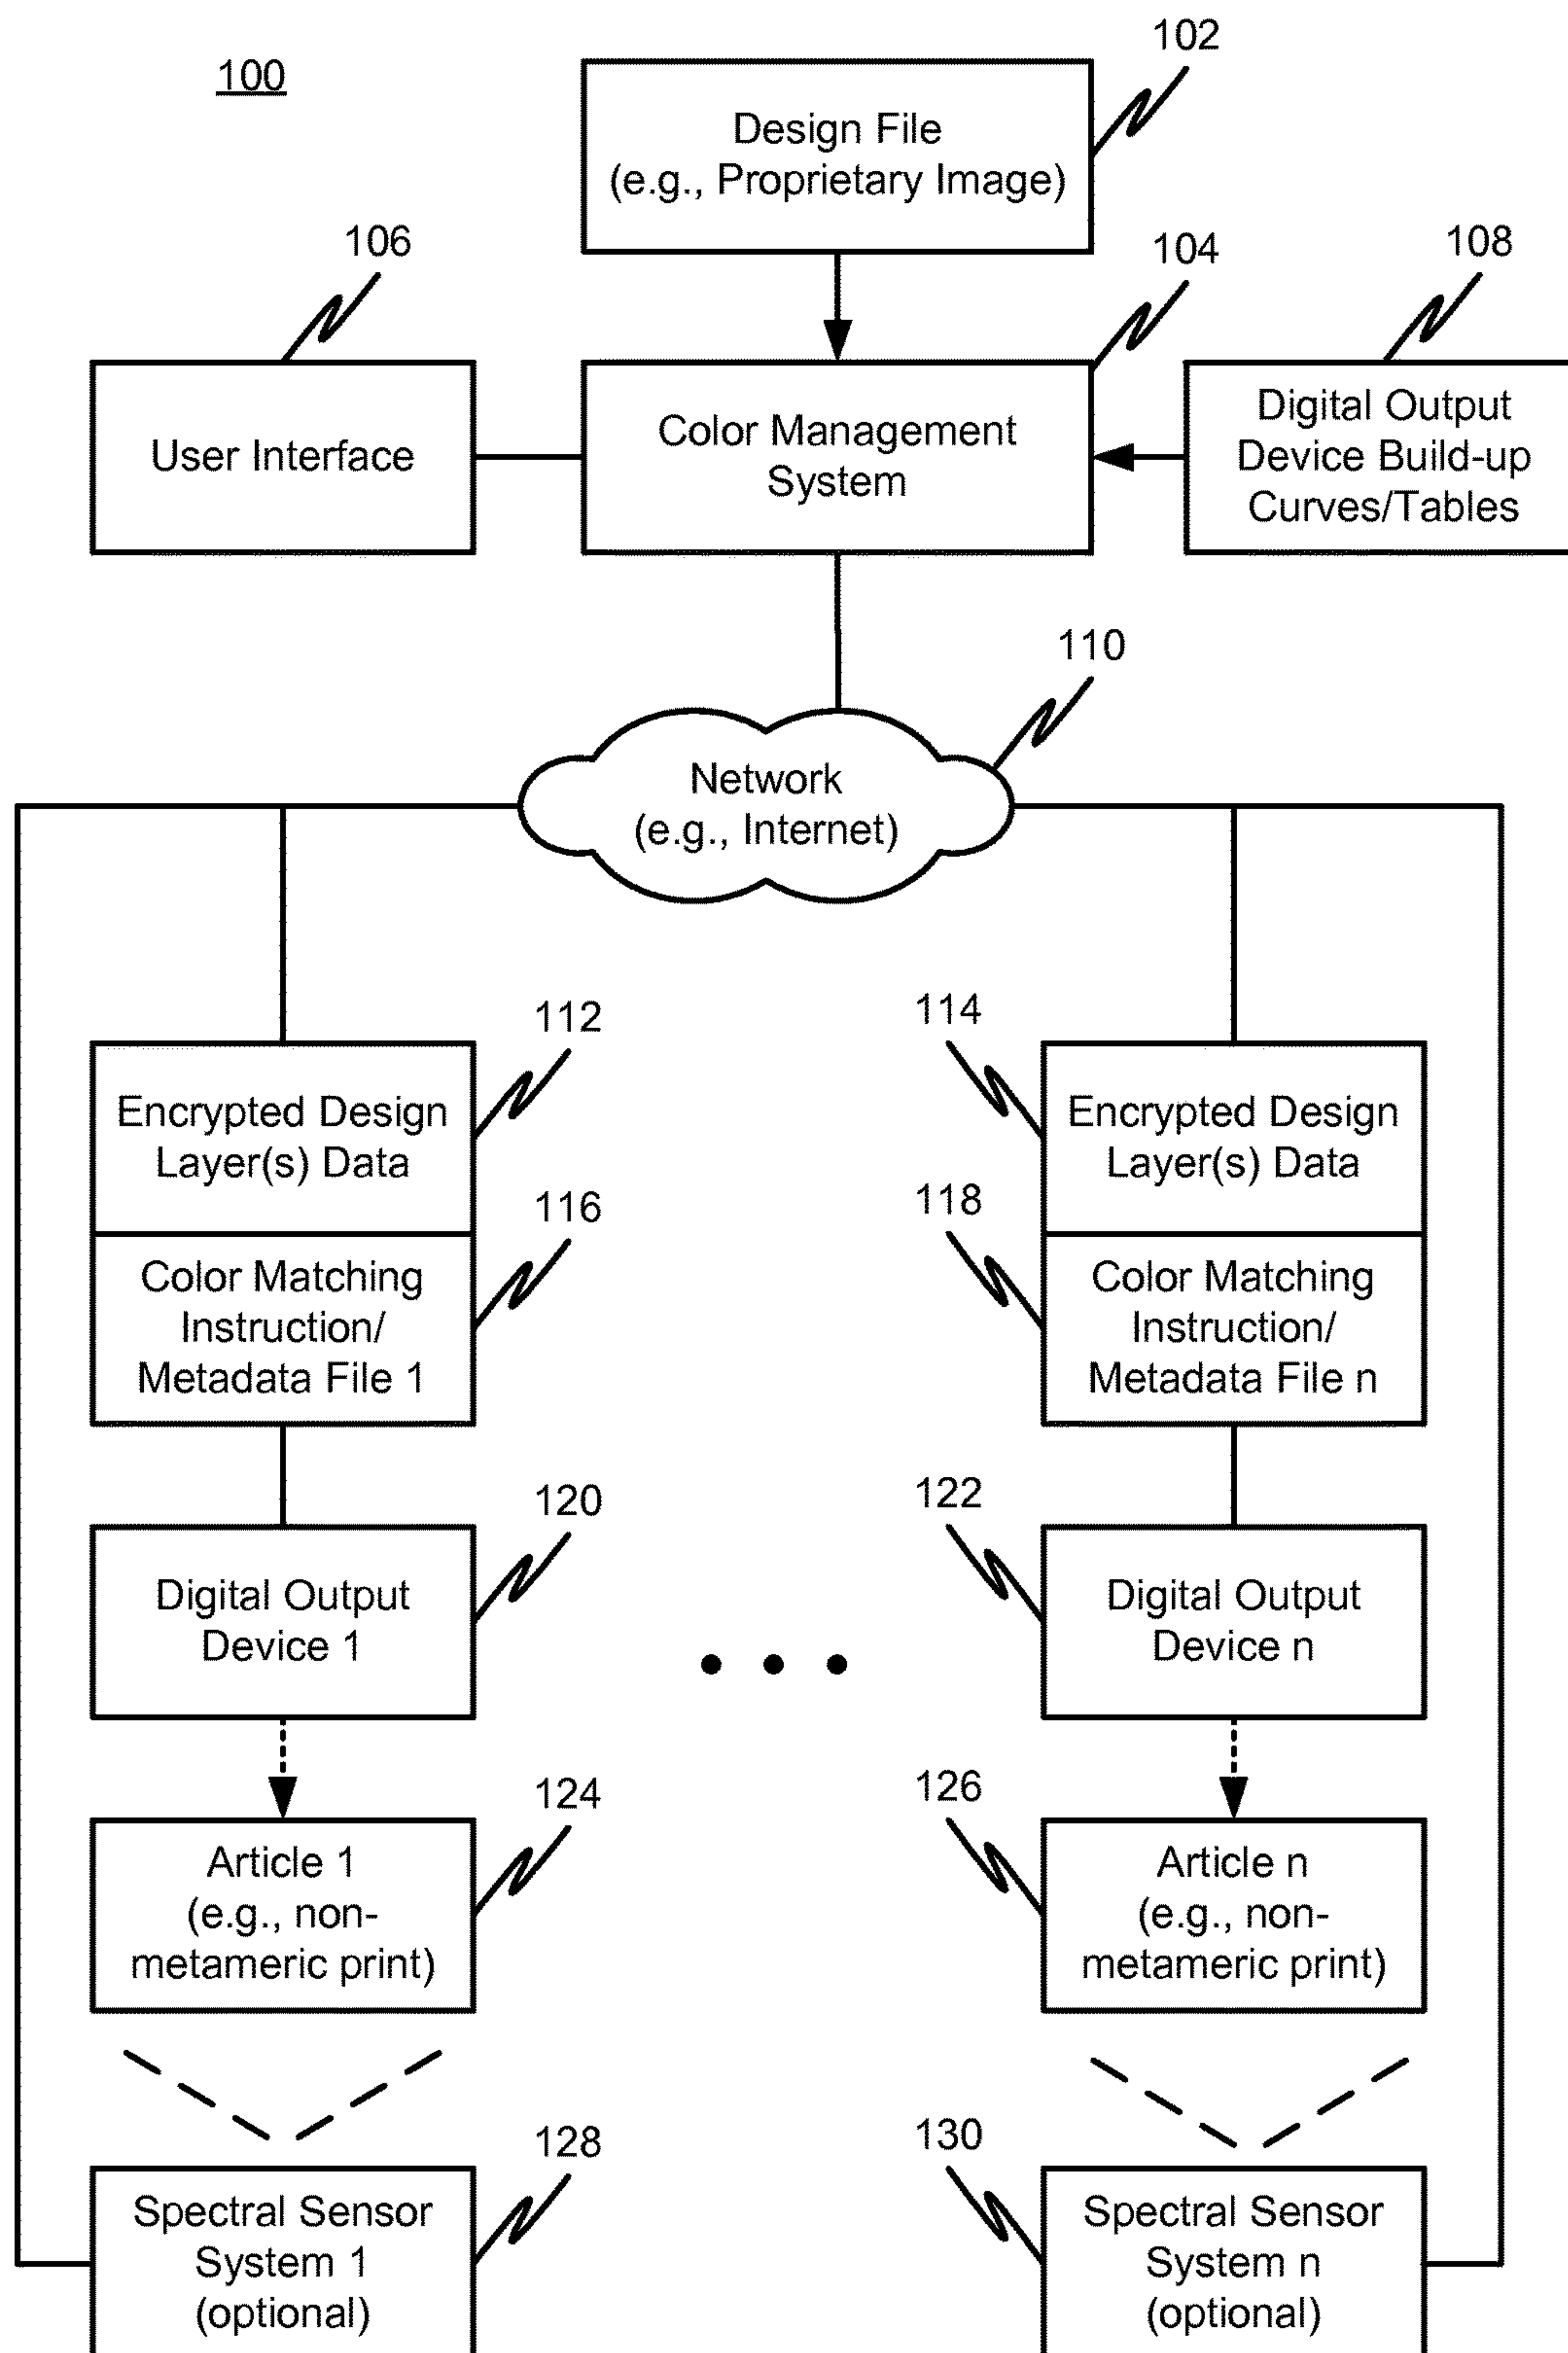 102
100
Design File
(e.g., Proprietary Image)
106
104
108
User Interface
Color Management
System
Digital Output
Device Build-up
Curves/Tables
110
Network
(e.g., Internet)
112
114
Encrypted Design
Layer(s) Data
Encrypted Design
Layer(s) Data
116
118
Color Matching
Instruction/
Metadata File 1
Color Matching
Instruction/
Metadata File n
120
122
Digital Output
Device 1
Digital Output
Device n
124
126
Article 1
(e.g., non-
metameric print)
Article n
(e.g., non-
metameric print)
128
130
Spectral Sensor
System 1
(optional)
Spectral Sensor
System n
(optional)